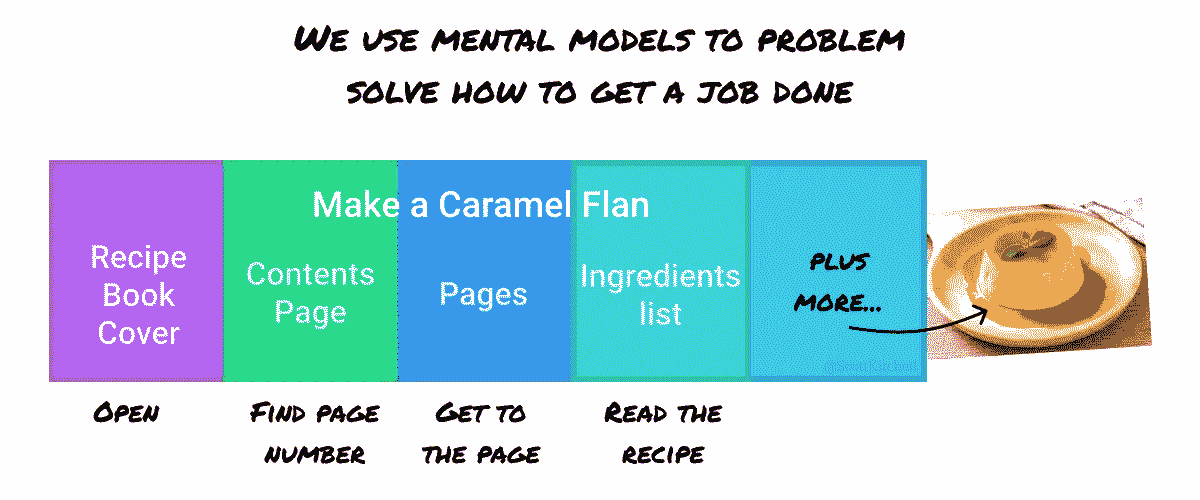 WE USE MENTAL MODELS TO PROBLEM
SOLVE HOW TO GET A JOB DONE
Make a Caramel Flan
Recipe
Book
Cover
Contents
Page
Pages
Ingredients
list
PLUS
MORE...
OPEN
FIND PAGE
NUMBER
GET TO
THE PAGE
READ THE
RECIPE